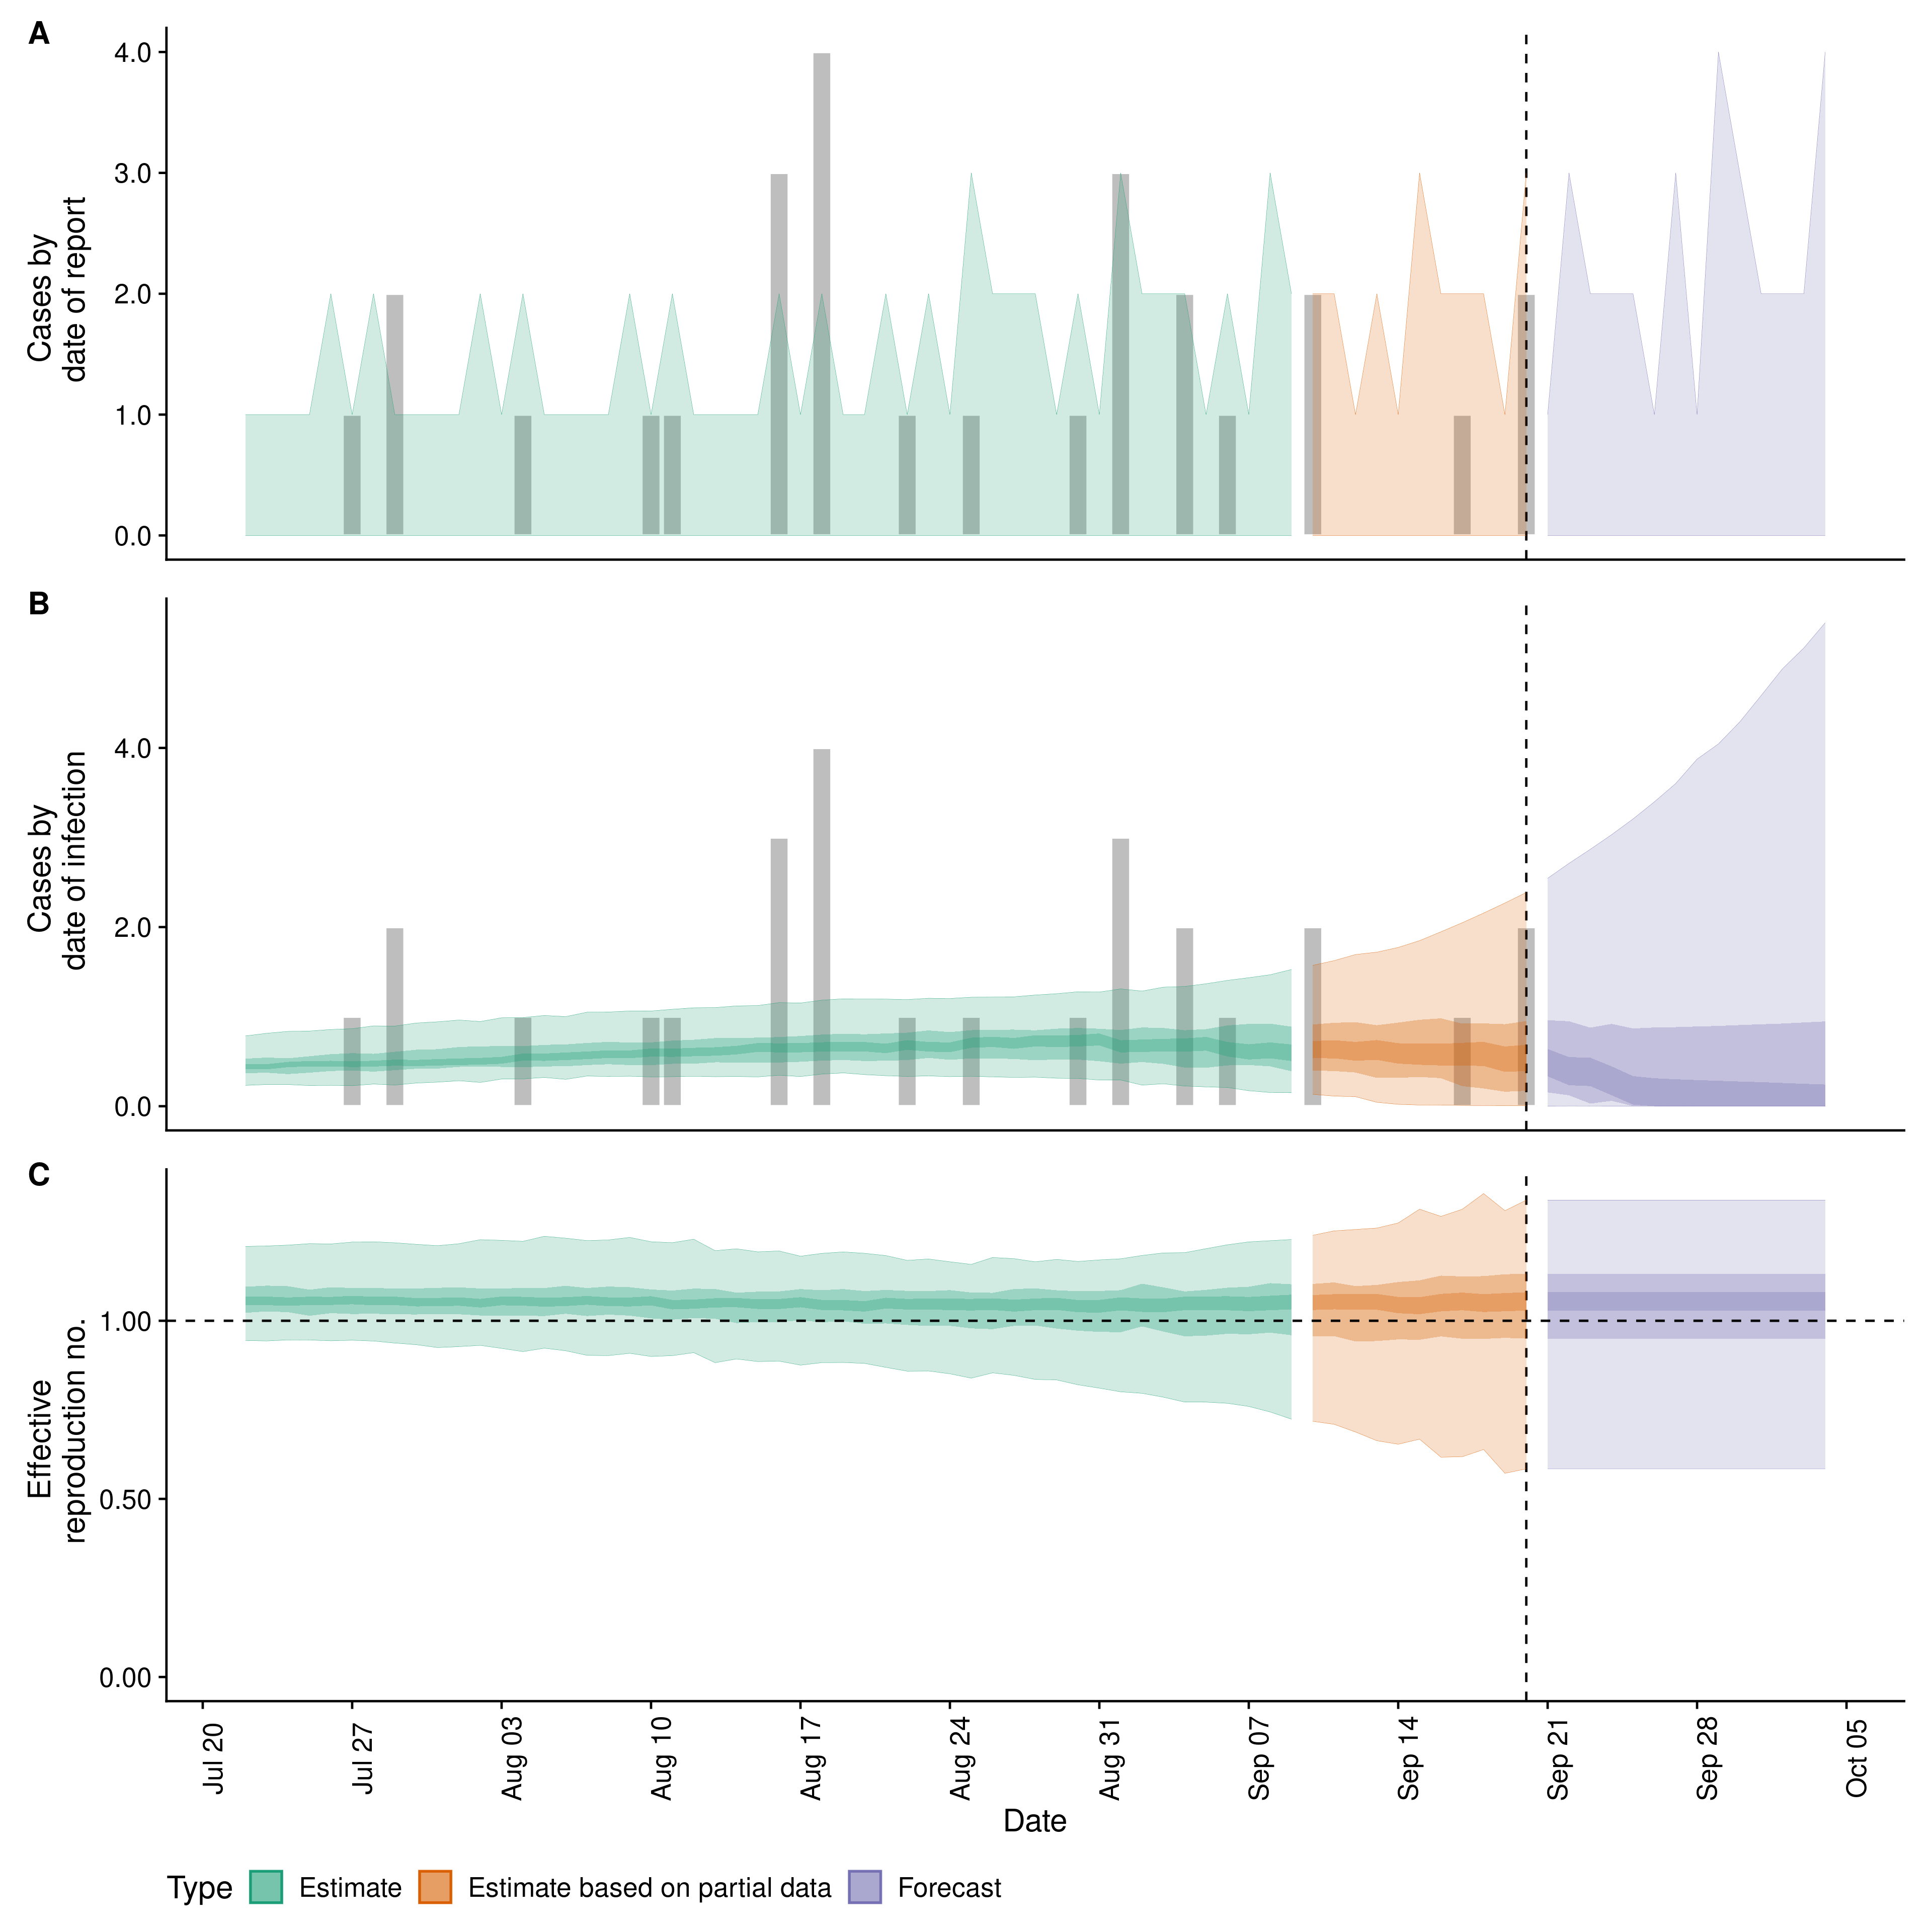 A
Cases by
date of report
4.0
3.0
2.0
1.0
0.0
B
Cases by
date of infection
4.0
2.0
0.0
C
Effective
reproduction no.
1.00
0.50
0.00
Jul 20
Jul 27
Aug 03
Aug 10
Aug 17
Aug 24
Aug 31
Sep 07
Sep 14
Sep 21
Sep 28
Oct 05
Date
Type Estimate Estimate based on partial data Forecast